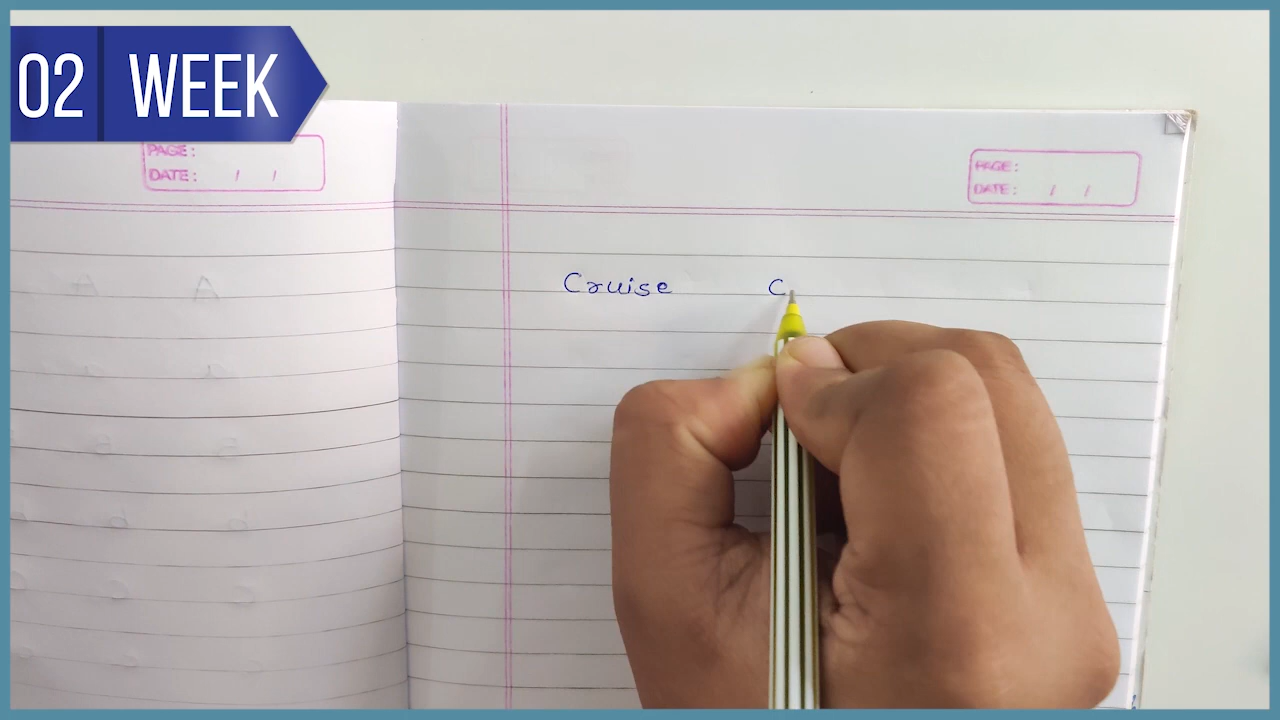 02 WEEK
PAGE:
DATE: / /
PAGE:
DATE: / /
Cruise C
A A